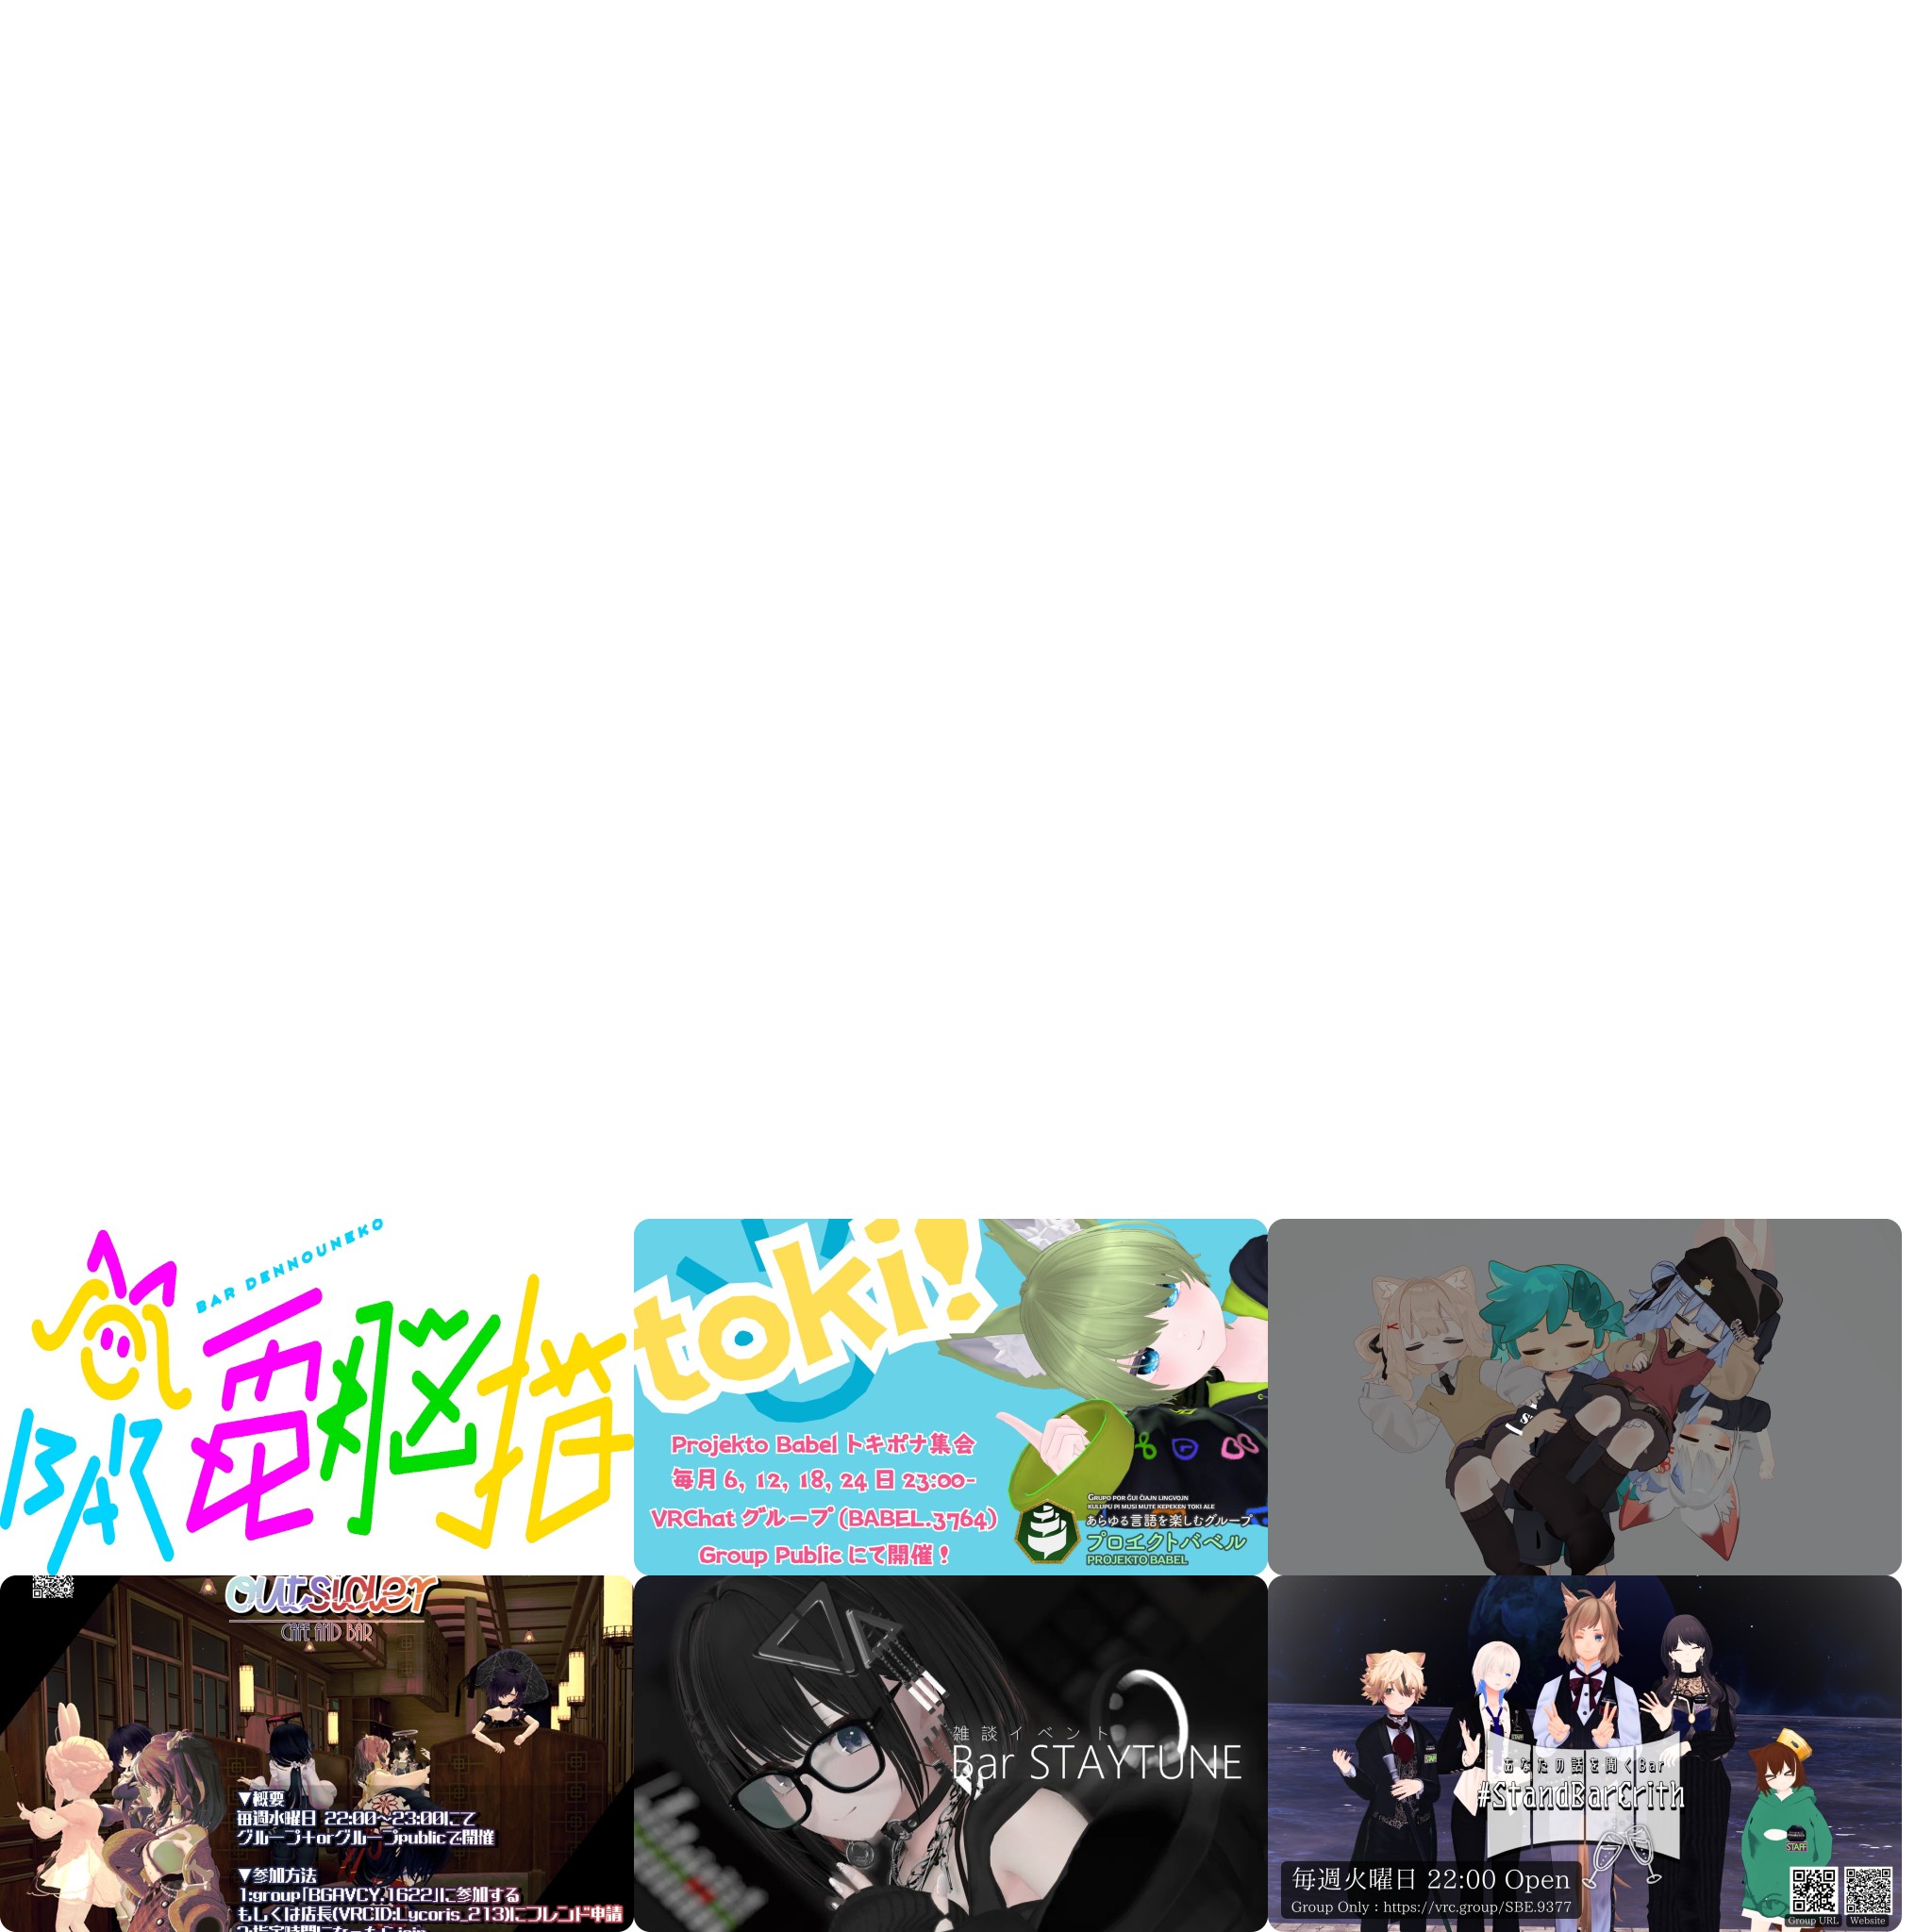 BAR DENNOUNEKO
BAR 電脳猫
toki!
Projekto Babel トキポナ集会
毎月 6, 12, 18, 24 日 23:00-
VRChat グループ (BABEL.3764)
Group Public にて開催！
GRUPO POR ĜUI ĈIAJN LINGVOJN
KULUPU PI MUSI MUTE KEPEKEN TOKI ALE
あらゆる言語を楽しむグループ
プロエクトバベル
PROJEKTO BABEL
outsider
CAFE AND BAR
▼概要
毎週水曜日 22:00~23:00にて
グループ+orグループpublicで開催
▼参加方法
1:group「BGAVCY.1622」に参加する
もしくは店長(VRCID:Lycoris_213)にフレンド申請
雑談イベント
Bar STAYTUNE
あなたの話を聞くBar
#StandBarCrith
STAFF
毎週火曜日 22:00 Open
Group Only : https://vrc.group/SBE.9377
Group URL
Website